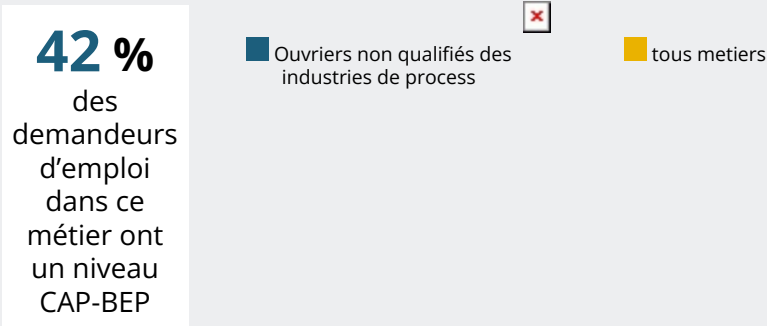 42 %
des
demandeurs
d’emploi
dans ce
métier ont
un niveau
CAP-BEP
Ouvriers non qualifiés des
industries de process
tous metiers